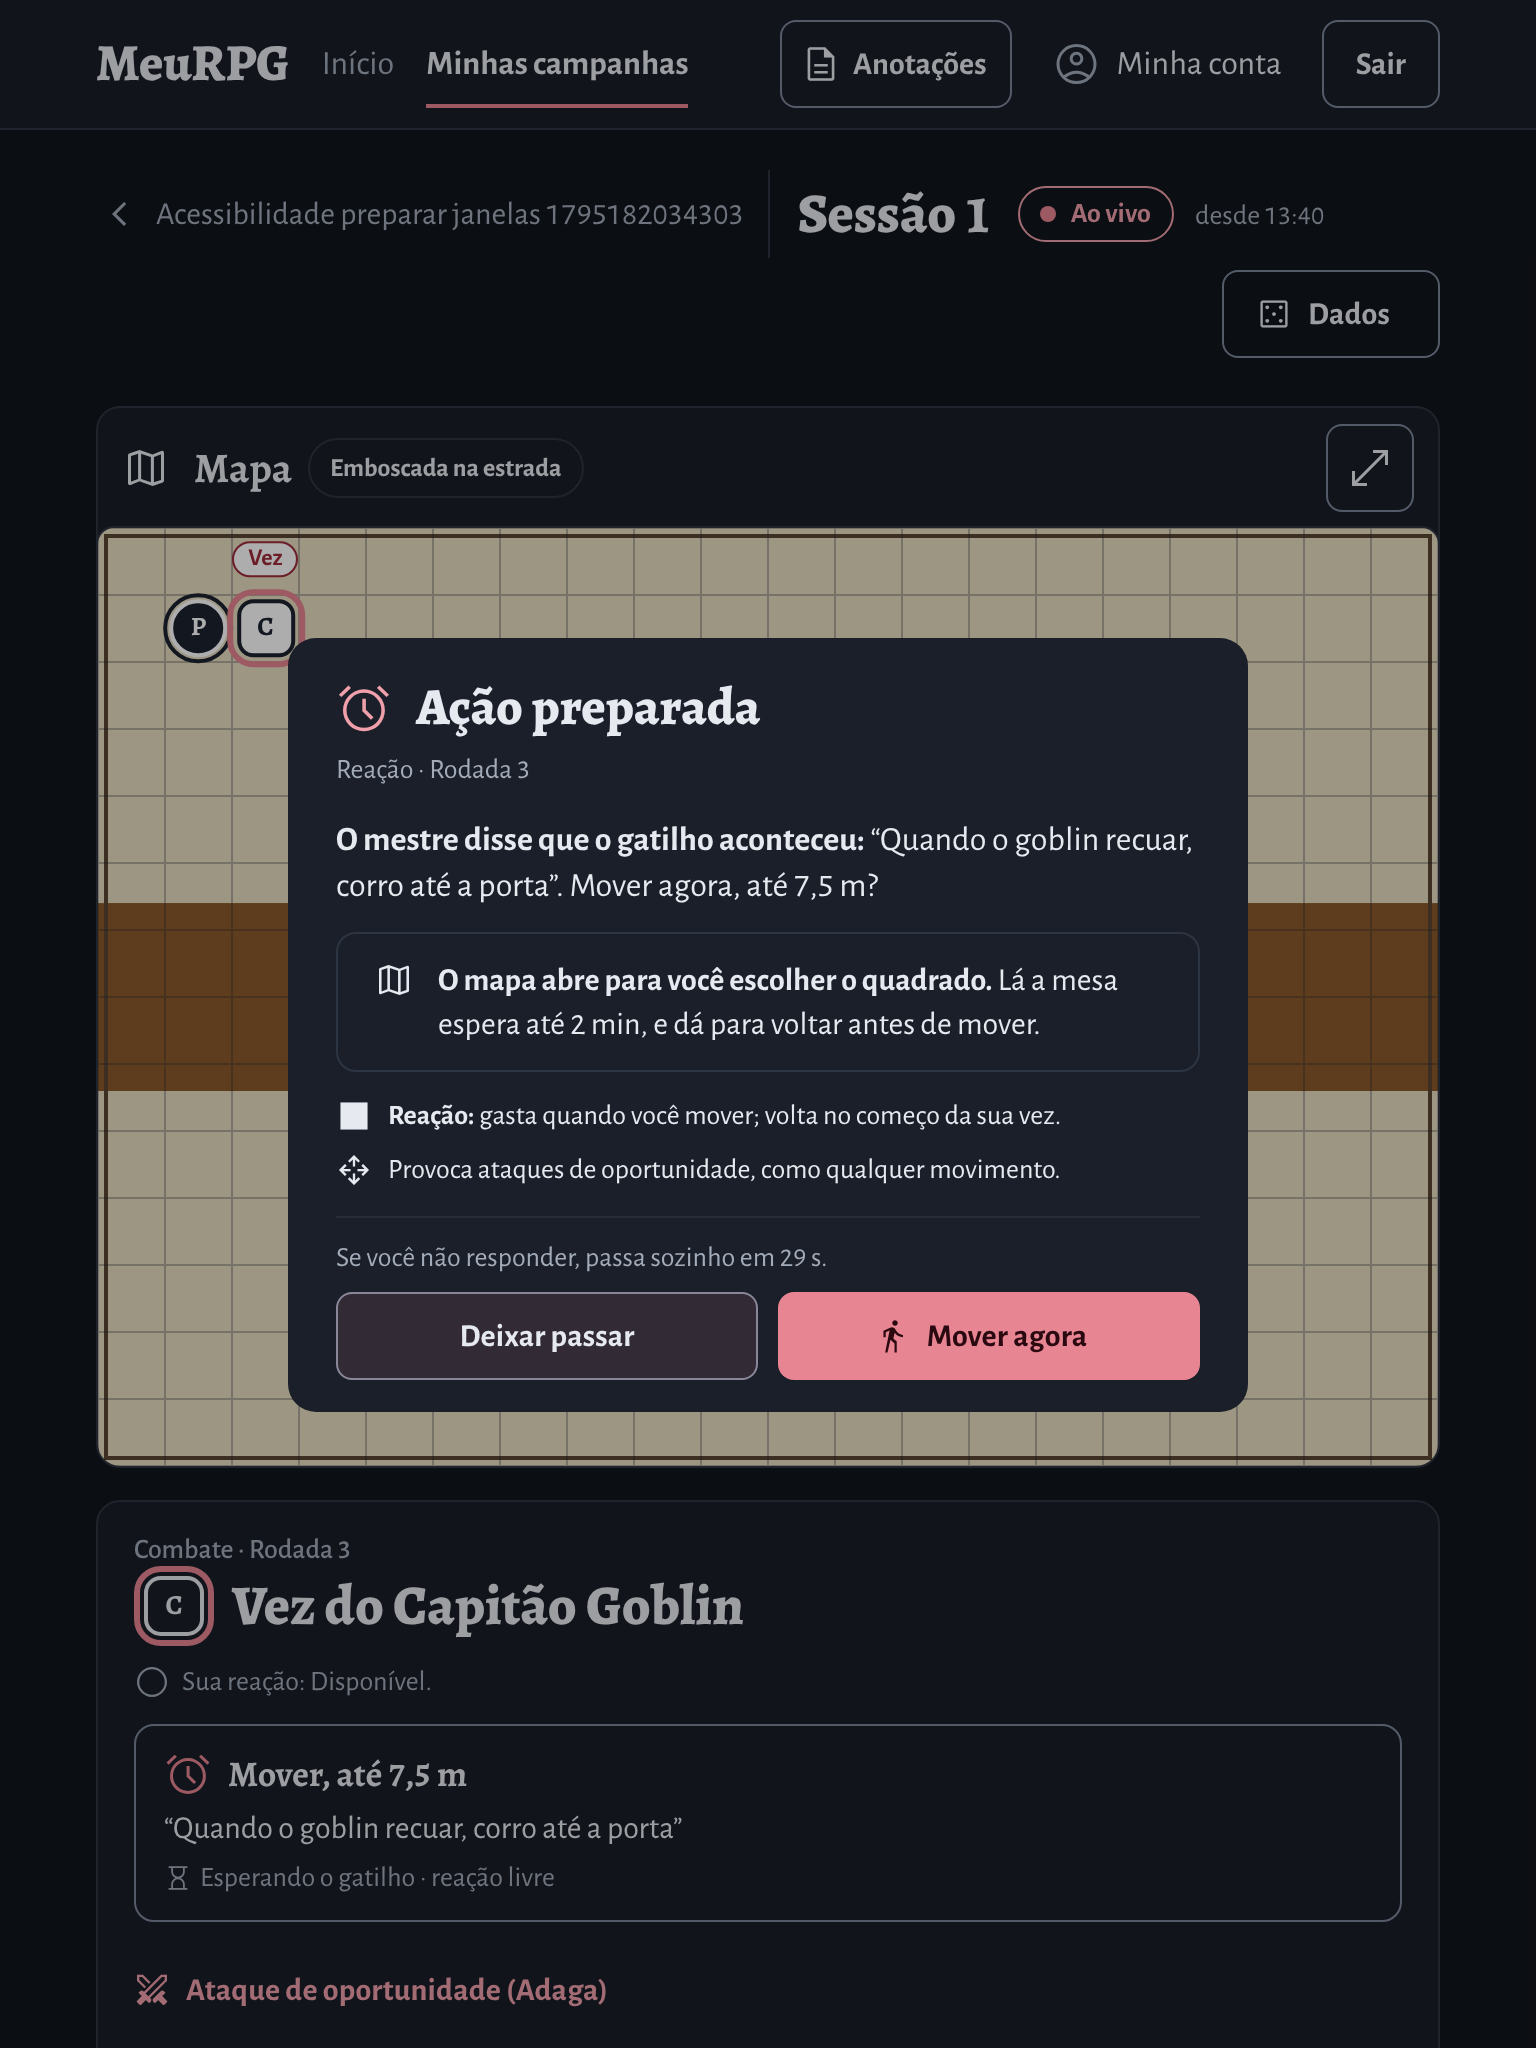 MeuRPG Início Minhas campanhas Anotações Minha conta Sair
Acessibilidade preparar janelas 1795182034303 Sessão 1 Ao vivo desde 13:40
Dados
Mapa Emboscada na estrada
Vez
P C
Ação preparada
Reação · Rodada 3
O mestre disse que o gatilho aconteceu: “Quando o goblin recuar,
corro até a porta”. Mover agora, até 7,5 m?
O mapa abre para você escolher o quadrado. Lá a mesa
espera até 2 min, e dá para voltar antes de mover.
Reação: gasta quando você mover; volta no começo da sua vez.
Provoca ataques de oportunidade, como qualquer movimento.
Se você não responder, passa sozinho em 29 s.
Deixar passar Mover agora
Combate · Rodada 3
C Vez do Capitão Goblin
Sua reação: Disponível.
Mover, até 7,5 m
“Quando o goblin recuar, corro até a porta”
Esperando o gatilho · reação livre
Ataque de oportunidade (Adaga)